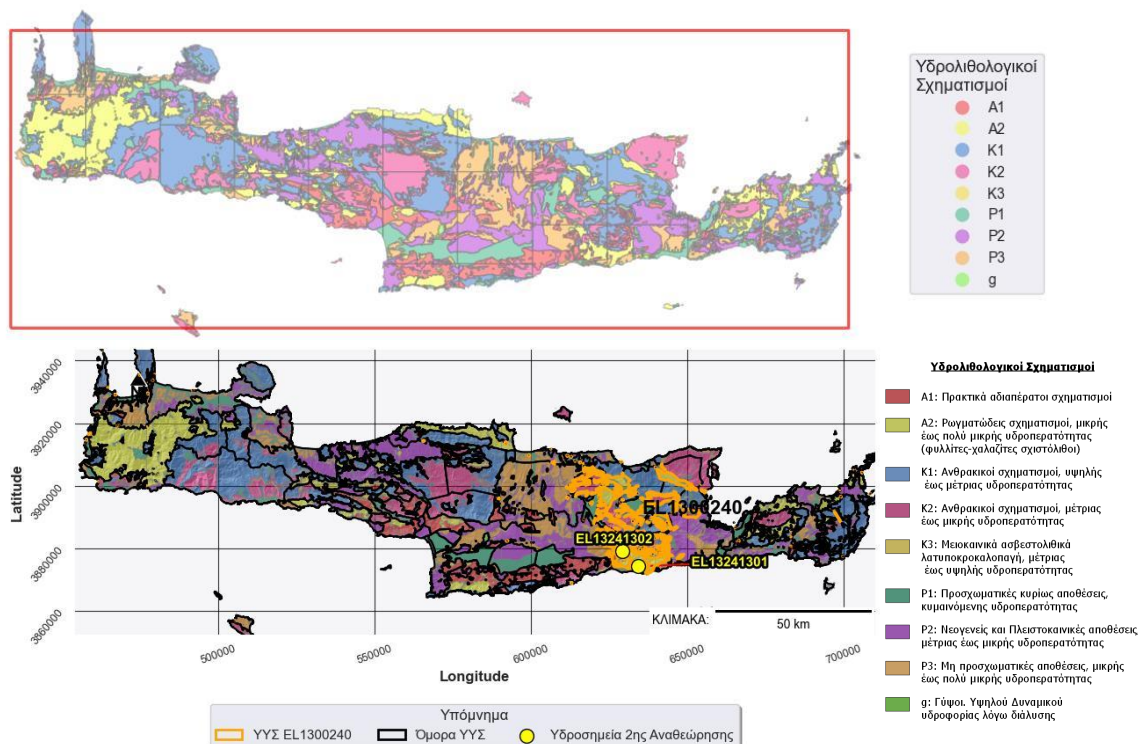 Υδρολιθολογικοί
Σχηματισμοί
A1
A2
K1
K2
K3
P1
P2
P3
g
3940000
3920000
3900000
3880000
3860000
Latitude
EL1300240
EL13241302
EL13241301
ΚΛΙΜΑΚΑ:
50 km
500000
550000
600000
650000
700000
Longitude
Υδρολιθολογικοί Σχηματισμοί
A1: Πρακτικά αδιαπέρατοι σχηματισμοί
A2: Ρωγματώδεις σχηματισμοί, μικρής
έως πολύ μικρής υδροπερατότητας
(φυλλίτες-χαλαζίτες σχιστόλιθοι)
K1: Ανθρακικοί σχηματισμοί, υψηλής
έως μέτριας υδροπερατότητας
K2: Ανθρακικοί σχηματισμοί, μέτριας
έως μικρής υδροπερατότητας
K3: Μειοκαινικά ασβεστολιθικά
λατυποκροκαλοπαγή, μέτριας
έως υψηλής υδροπερατότητας
P1: Προσχωματικές κυρίως αποθέσεις,
κυμαινόμενης υδροπερατότητας
P2: Νεογενείς και Πλειστοκαινικές αποθέσεις
μέτριας έως μικρής υδροπερατότητας
P3: Μη προσχωματικές αποθέσεις, μικρής
έως πολύ μικρής υδροπερατότητας
g: Γύψοι. Υψηλού Δυναμικού
υδροφορίας λόγω διάλυσης
Υπόμνημα
ΥΥΣ EL1300240
Όμορα ΥΥΣ
Υδροσημεία 2ης Αναθεώρησης